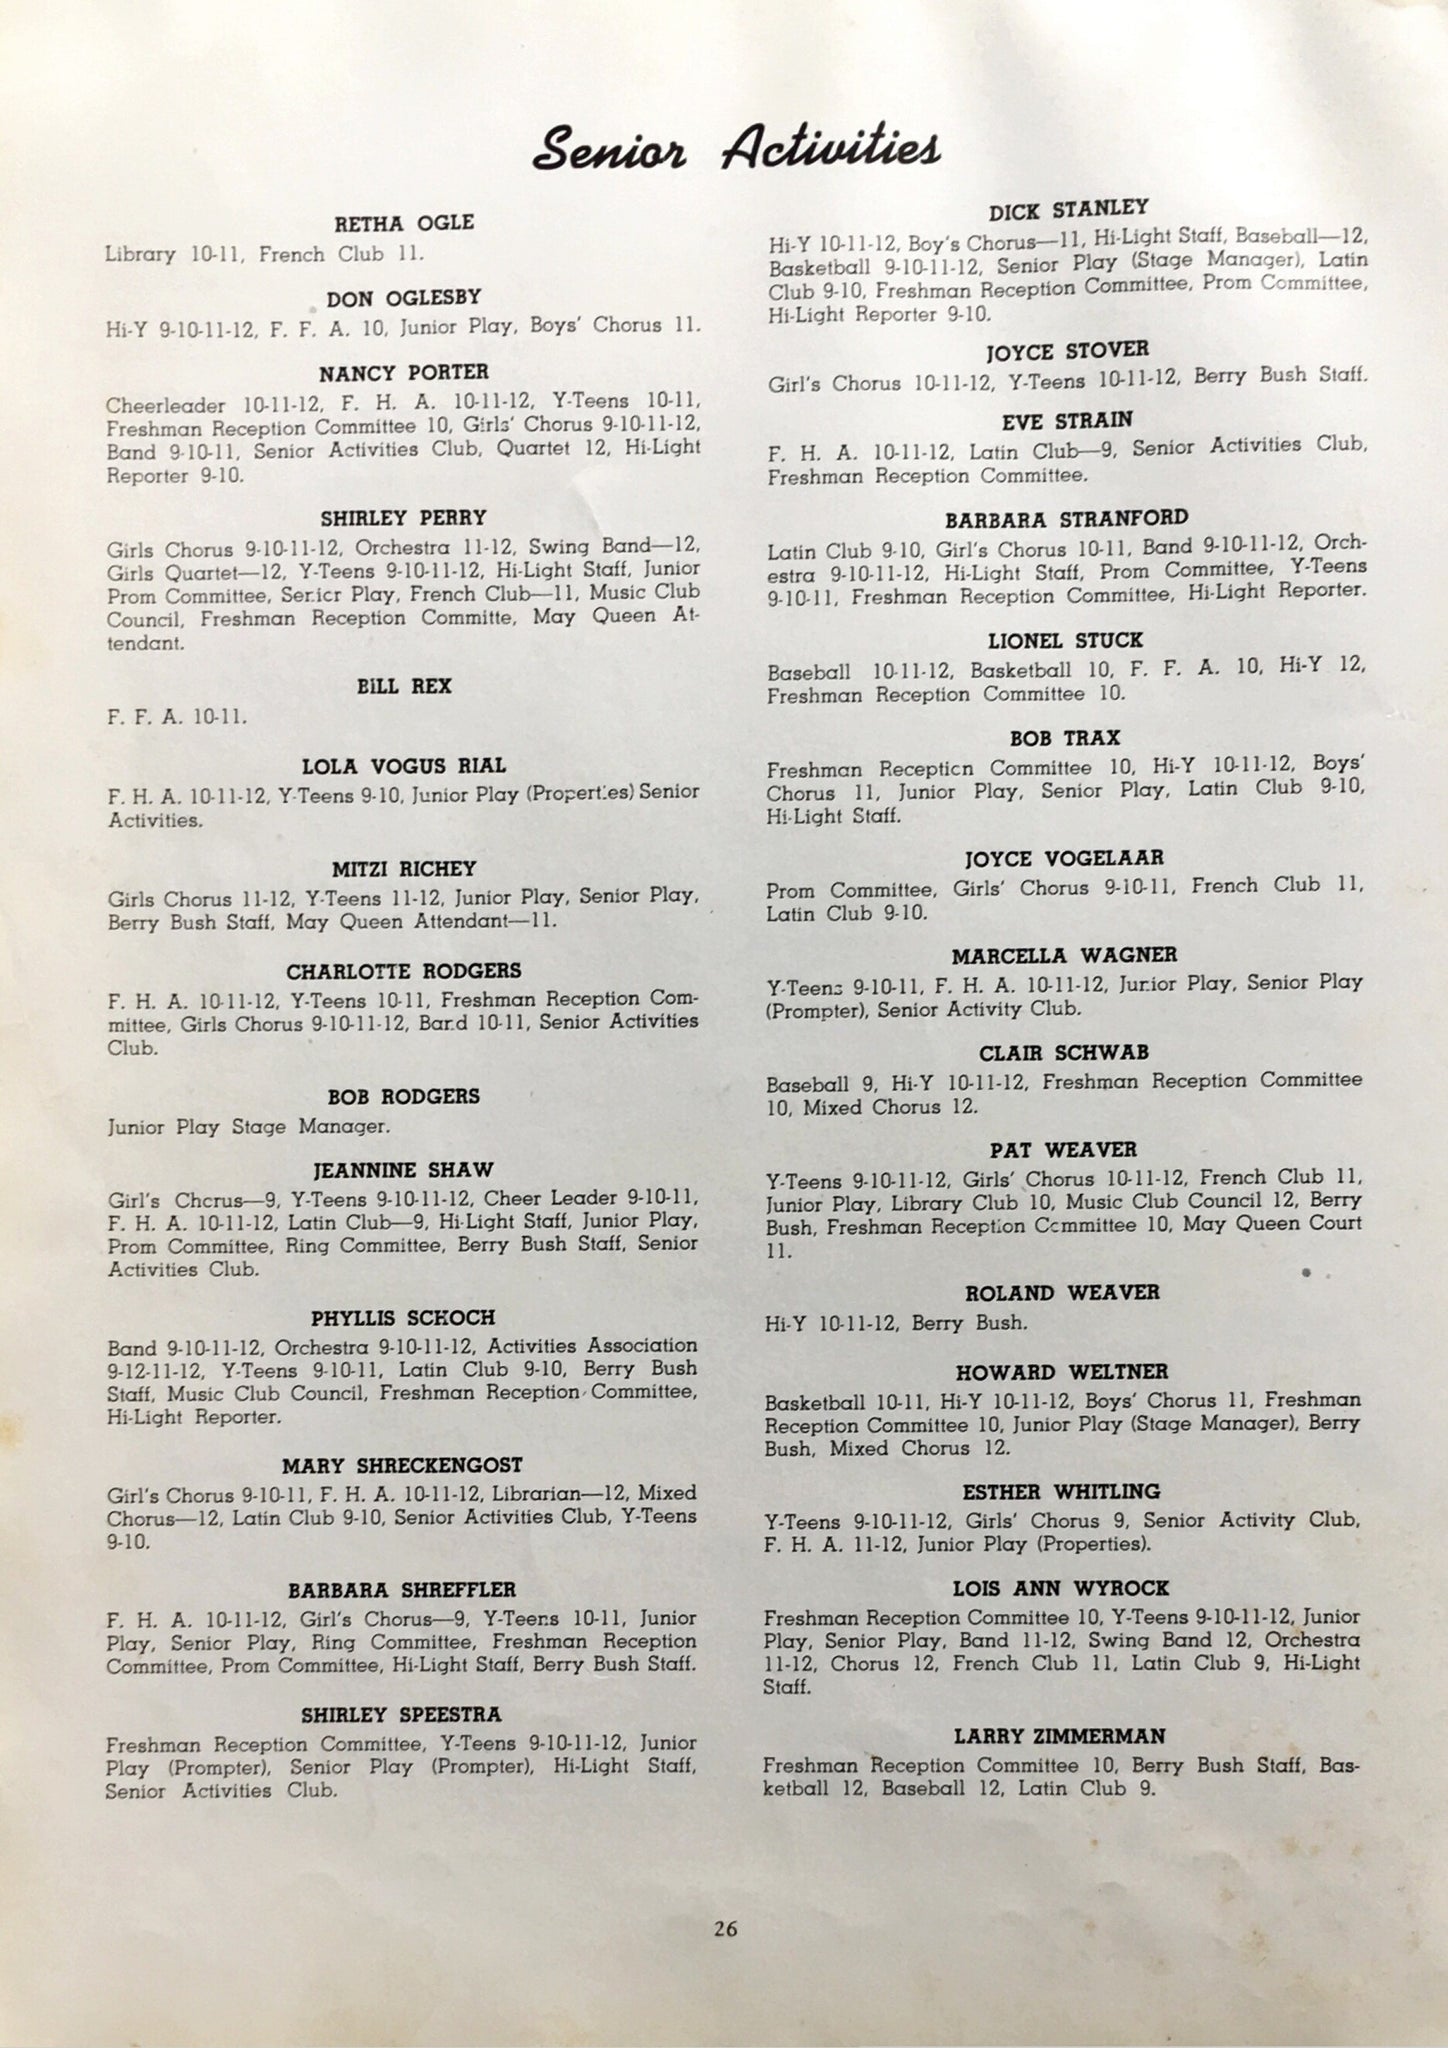 Senior Activities
RETHA OGLE
Library 10-11, French Club 11.
DON OGLESBY
Hi-Y 9-10-11-12, F. F. A. 10, Junior Play, Boys' Chorus 11.
NANCY PORTER
Cheerleader 10-11-12, F. H. A. 10-11-12, Y-Teens 10-11,
Freshman Reception Committee 10, Girls' Chorus 9-10-11-12,
Band 9-10-11, Senior Activities Club, Quartet 12, Hi-Light
Reporter 9-10.
SHIRLEY PERRY
Girls Chorus 9-10-11-12, Orchestra 11-12, Swing Band—12,
Girls Quartet—12, Y-Teens 9-10-11-12, Hi-Light Staff, Junior
Prom Committee, Senior Play, French Club—11, Music Club
Council, Freshman Reception Committe, May Queen At-
tendant.
BILL REX
F. F. A. 10-11.
LOLA VOGUS RIAL
F. H. A. 10-11-12, Y-Teens 9-10, Junior Play (Properties) Senior
Activities.
MITZI RICHEY
Girls Chorus 11-12, Y-Teens 11-12, Junior Play, Senior Play,
Berry Bush Staff, May Queen Attendant—11.
CHARLOTTE RODGERS
F. H. A. 10-11-12, Y-Teens 10-11, Freshman Reception Com-
mittee, Girls Chorus 9-10-11-12, Band 10-11, Senior Activities
Club.
BOB RODGERS
Junior Play Stage Manager.
JEANNINE SHAW
Girl's Chorus—9, Y-Teens 9-10-11-12, Cheer Leader 9-10-11,
F. H. A. 10-11-12, Latin Club—9, Hi-Light Staff, Junior Play,
Prom Committee, Ring Committee, Berry Bush Staff, Senior
Activities Club.
PHYLLIS SCHOCH
Band 9-10-11-12, Orchestra 9-10-11-12, Activities Association
9-12-11-12, Y-Teens 9-10-11, Latin Club 9-10, Berry Bush
Staff, Music Club Council, Freshman Reception Committee,
Hi-Light Reporter.
MARY SHRECKENGOST
Girl's Chorus 9-10-11, F. H. A. 10-11-12, Librarian—12, Mixed
Chorus—12, Latin Club 9-10, Senior Activities Club, Y-Teens
9-10.
BARBARA SHREFFLER
F. H. A. 10-11-12, Girl's Chorus—9, Y-Teens 10-11, Junior
Play, Senior Play, Ring Committee, Freshman Reception
Committee, Prom Committee, Hi-Light Staff, Berry Bush Staff.
SHIRLEY SPEESTRA
Freshman Reception Committee, Y-Teens 9-10-11-12, Junior
Play (Prompter), Senior Play (Prompter), Hi-Light Staff,
Senior Activities Club.
DICK STANLEY
Hi-Y 10-11-12, Boy's Chorus—11, Hi-Light Staff, Baseball—12,
Basketball 9-10-11-12, Senior Play (Stage Manager), Latin
Club 9-10, Freshman Reception Committee, Prom Committee,
Hi-Light Reporter 9-10.
JOYCE STOVER
Girl's Chorus 10-11-12, Y-Teens 10-11-12, Berry Bush Staff.
EVE STRAIN
F. H. A. 10-11-12, Latin Club—9, Senior Activities Club,
Freshman Reception Committee.
BARBARA STRANFORD
Latin Club 9-10, Girl's Chorus 10-11, Band 9-10-11-12, Orch-
estra 9-10-11-12, Hi-Light Staff, Prom Committee, Y-Teens
9-10-11, Freshman Reception Committee, Hi-Light Reporter.
LIONEL STUCK
Baseball 10-11-12, Basketball 10, F. F. A. 10, Hi-Y 12,
Freshman Reception Committee 10.
BOB TRAX
Freshman Reception Committee 10, Hi-Y 10-11-12, Boys'
Chorus 11, Junior Play, Senior Play, Latin Club 9-10,
Hi-Light Staff.
JOYCE VOGELAAR
Prom Committee, Girls' Chorus 9-10-11, French Club 11,
Latin Club 9-10.
MARCELLA WAGNER
Y-Teens 9-10-11, F. H. A. 10-11-12, Junior Play, Senior Play
(Prompter), Senior Activity Club.
CLAIR SCHWAB
Baseball 9, Hi-Y 10-11-12, Freshman Reception Committee
10, Mixed Chorus 12.
PAT WEAVER
Y-Teens 9-10-11-12, Girls' Chorus 10-11-12, French Club 11,
Junior Play, Library Club 10, Music Club Council 12, Berry
Bush, Freshman Reception Committee 10, May Queen Court
11.
ROLAND WEAVER
Hi-Y 10-11-12, Berry Bush.
HOWARD WELTNER
Basketball 10-11, Hi-Y 10-11-12, Boys' Chorus 11, Freshman
Reception Committee 10, Junior Play (Stage Manager), Berry
Bush, Mixed Chorus 12.
ESTHER WHITLING
Y-Teens 9-10-11-12, Girls' Chorus 9, Senior Activity Club,
F. H. A. 11-12, Junior Play (Properties).
LOIS ANN WYROCK
Freshman Reception Committee 10, Y-Teens 9-10-11-12, Junior
Play, Senior Play, Band 11-12, Swing Band 12, Orchestra
11-12, Chorus 12, French Club 11, Latin Club 9, Hi-Light
Staff.
LARRY ZIMMERMAN
Freshman Reception Committee 10, Berry Bush Staff, Bas-
ketball 12, Baseball 12, Latin Club 9.
26